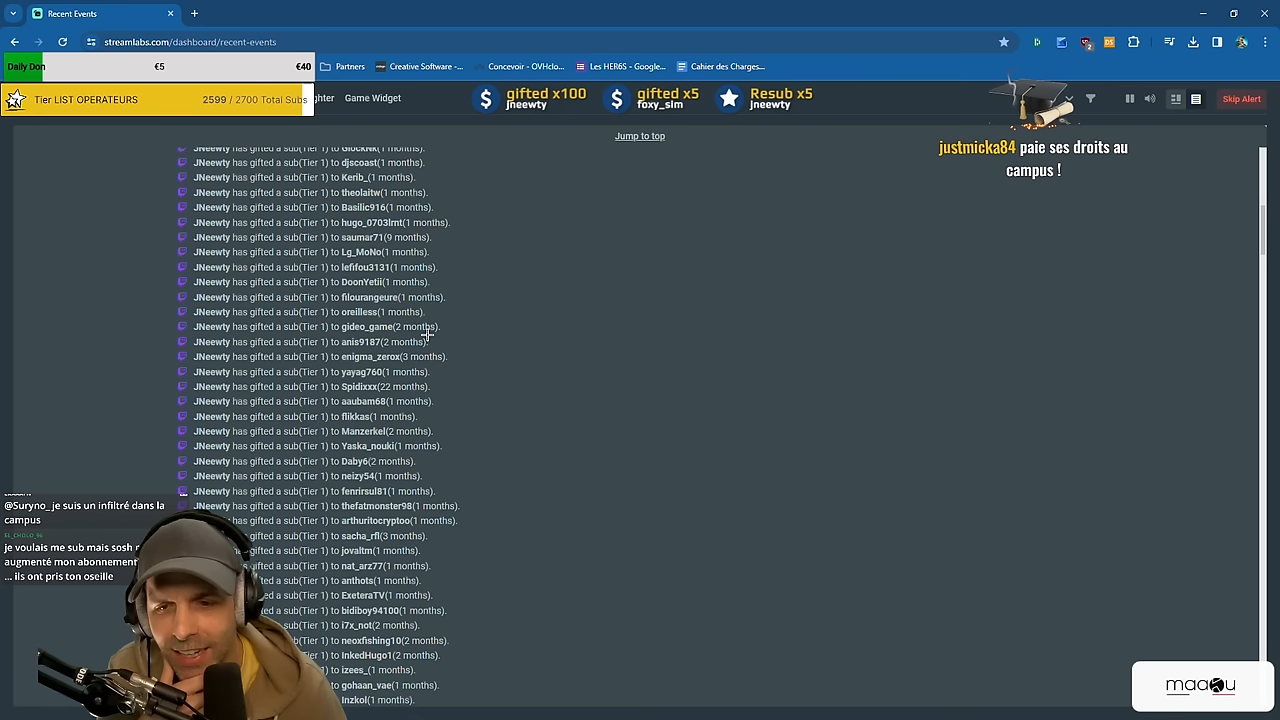 Recent Events
streamlabs.com/dashboard/recent-events
Daily Don
€5
€40
Partners
Creative Software -...
Concevoir - OVHclo...
Les HER6S - Google...
Cahier des Charges...
Tier LIST OPERATEURS
2599 / 2700 Total Subs
ghter
Game Widget
gifted x100
jneewty
gifted x5
foxy_slm
Resub x5
jneewty
Skip Alert
Jump to top
justmicka84 paie ses droits au
campus !
JNeewty has gifted a sub(Tier 1) to GlockNk(1 months).
JNeewty has gifted a sub(Tier 1) to djscoast(1 months).
JNeewty has gifted a sub(Tier 1) to Kerib_(1 months).
JNeewty has gifted a sub(Tier 1) to theolaitw(1 months).
JNeewty has gifted a sub(Tier 1) to Basilic916(1 months).
JNeewty has gifted a sub(Tier 1) to hugo_0703lmt(1 months).
JNeewty has gifted a sub(Tier 1) to saumar71(9 months).
JNeewty has gifted a sub(Tier 1) to Lg_MoNo(1 months).
JNeewty has gifted a sub(Tier 1) to lefifou3131(1 months).
JNeewty has gifted a sub(Tier 1) to DoonYetii(1 months).
JNeewty has gifted a sub(Tier 1) to filourangeure(1 months).
JNeewty has gifted a sub(Tier 1) to oreilless(1 months).
JNeewty has gifted a sub(Tier 1) to gideo_game(2 months).
JNeewty has gifted a sub(Tier 1) to anis9187(2 months).
JNeewty has gifted a sub(Tier 1) to enigma_zerox(3 months).
JNeewty has gifted a sub(Tier 1) to yayag760(1 months).
JNeewty has gifted a sub(Tier 1) to Spidixxx(22 months).
JNeewty has gifted a sub(Tier 1) to aaubam68(1 months).
JNeewty has gifted a sub(Tier 1) to flikkas(1 months).
JNeewty has gifted a sub(Tier 1) to Manzerkel(2 months).
JNeewty has gifted a sub(Tier 1) to Yaska_nouki(1 months).
JNeewty has gifted a sub(Tier 1) to Daby6(2 months).
JNeewty has gifted a sub(Tier 1) to neizy54(1 months).
JNeewty has gifted a sub(Tier 1) to fenrirsul81(1 months).
JNeewty has gifted a sub(Tier 1) to thefatmonster98(1 months).
has gifted a sub(Tier 1) to arthuritocryptoo(1 months).
gifted a sub(Tier 1) to sacha_rfl(3 months).
gifted a sub(Tier 1) to jovaltm(1 months).
ed a sub(Tier 1) to nat_arz77(1 months).
ed a sub(Tier 1) to anthots(1 months).
ed a sub(Tier 1) to ExeteraTV(1 months).
ed a sub(Tier 1) to bidiboy94100(1 months).
a sub(Tier 1) to i7x_not(2 months).
a sub(Tier 1) to neoxfishing10(2 months).
a sub(Tier 1) to InkedHugo1(2 months).
sub(Tier 1) to izees_(1 months).
to gohaan_vae(1 months).
to Inzkol(1 months).
@Suryno_ je suis un infiltré dans la
campus
EL_CHOLO_96
je voulais me sub mais sosh
augmenté mon abonnement
... ils ont pris ton oseille
maaou